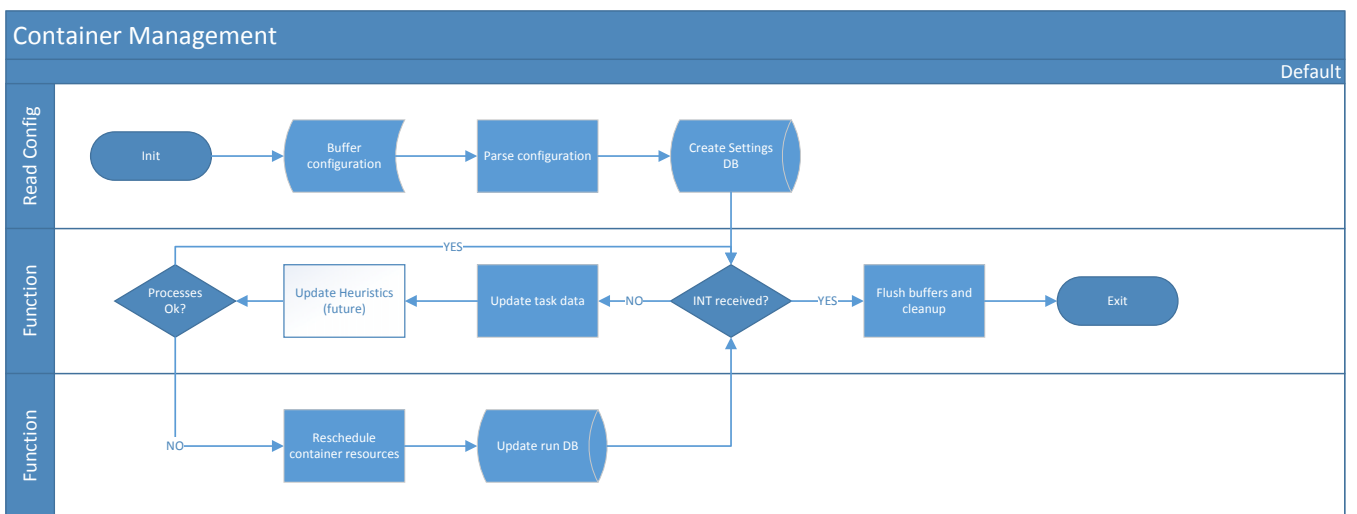 Container Management
Default
Read Config
Init
Buffer
configuration
Parse configuration
Create Settings
DB
Function
YES
Processes
Ok?
Update Heuristics
(future)
Update task data
NO
INT received?
YES
Flush buffers and
cleanup
Exit
Function
NO
Reschedule
container resources
Update run DB